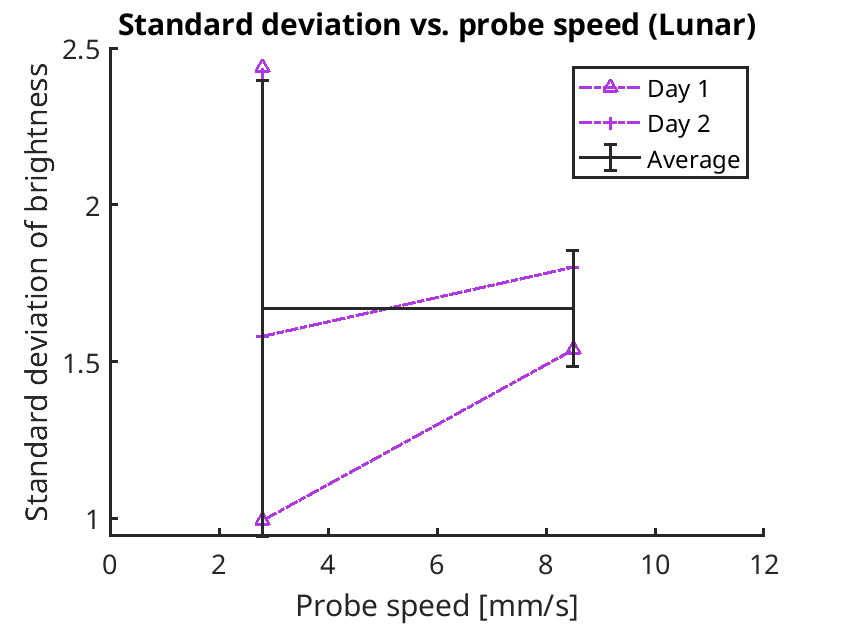 Standard deviation vs. probe speed (Lunar)
2.5
2
1.5
1
Standard deviation of brightness
Day 1
Day 2
Average
0 2 4 6 8 10 12
Probe speed [mm/s]